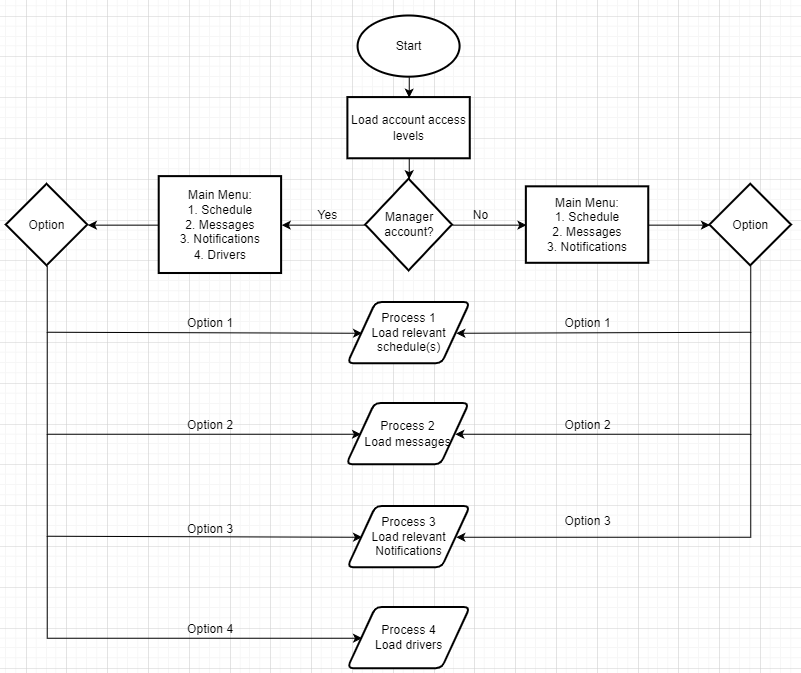 Start
Load account access
levels
Main Menu:
1. Schedule
2. Messages
3. Notifications
4. Drivers
Option
Yes
Manager
account?
No
Main Menu:
1. Schedule
2. Messages
3. Notifications
Option
Option 1
Process 1
Load relevant
schedule(s)
Option 1
Option 2
Process 2
Load messages
Option 2
Option 3
Process 3
Load relevant
Notifications
Option 3
Option 4
Process 4
Load drivers